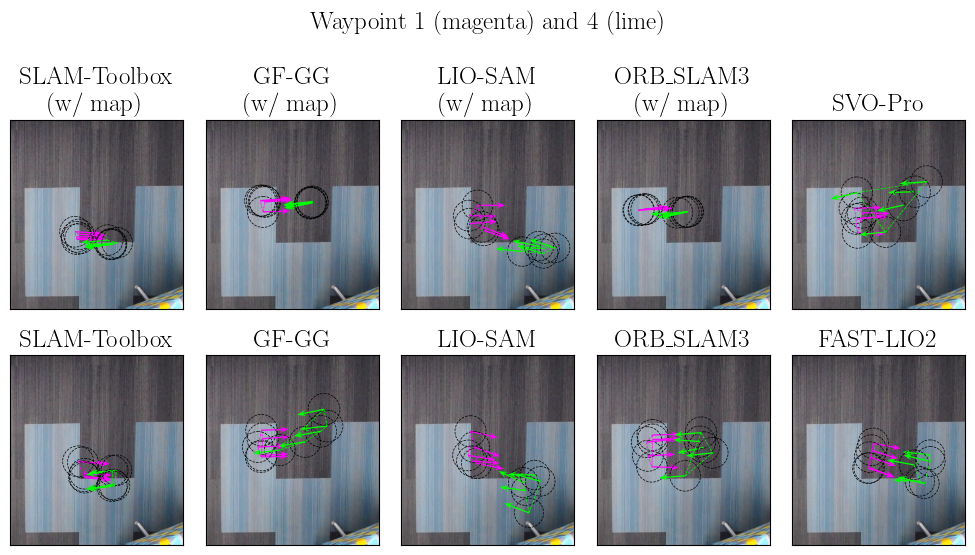 Waypoint 1 (magenta) and 4 (lime)
SLAM-Toolbox
(w/ map)
GF-GG
(w/ map)
LIO-SAM
(w/ map)
ORB_SLAM3
(w/ map)
SVO-Pro
SLAM-Toolbox
GF-GG
LIO-SAM
ORB_SLAM3
FAST-LIO2